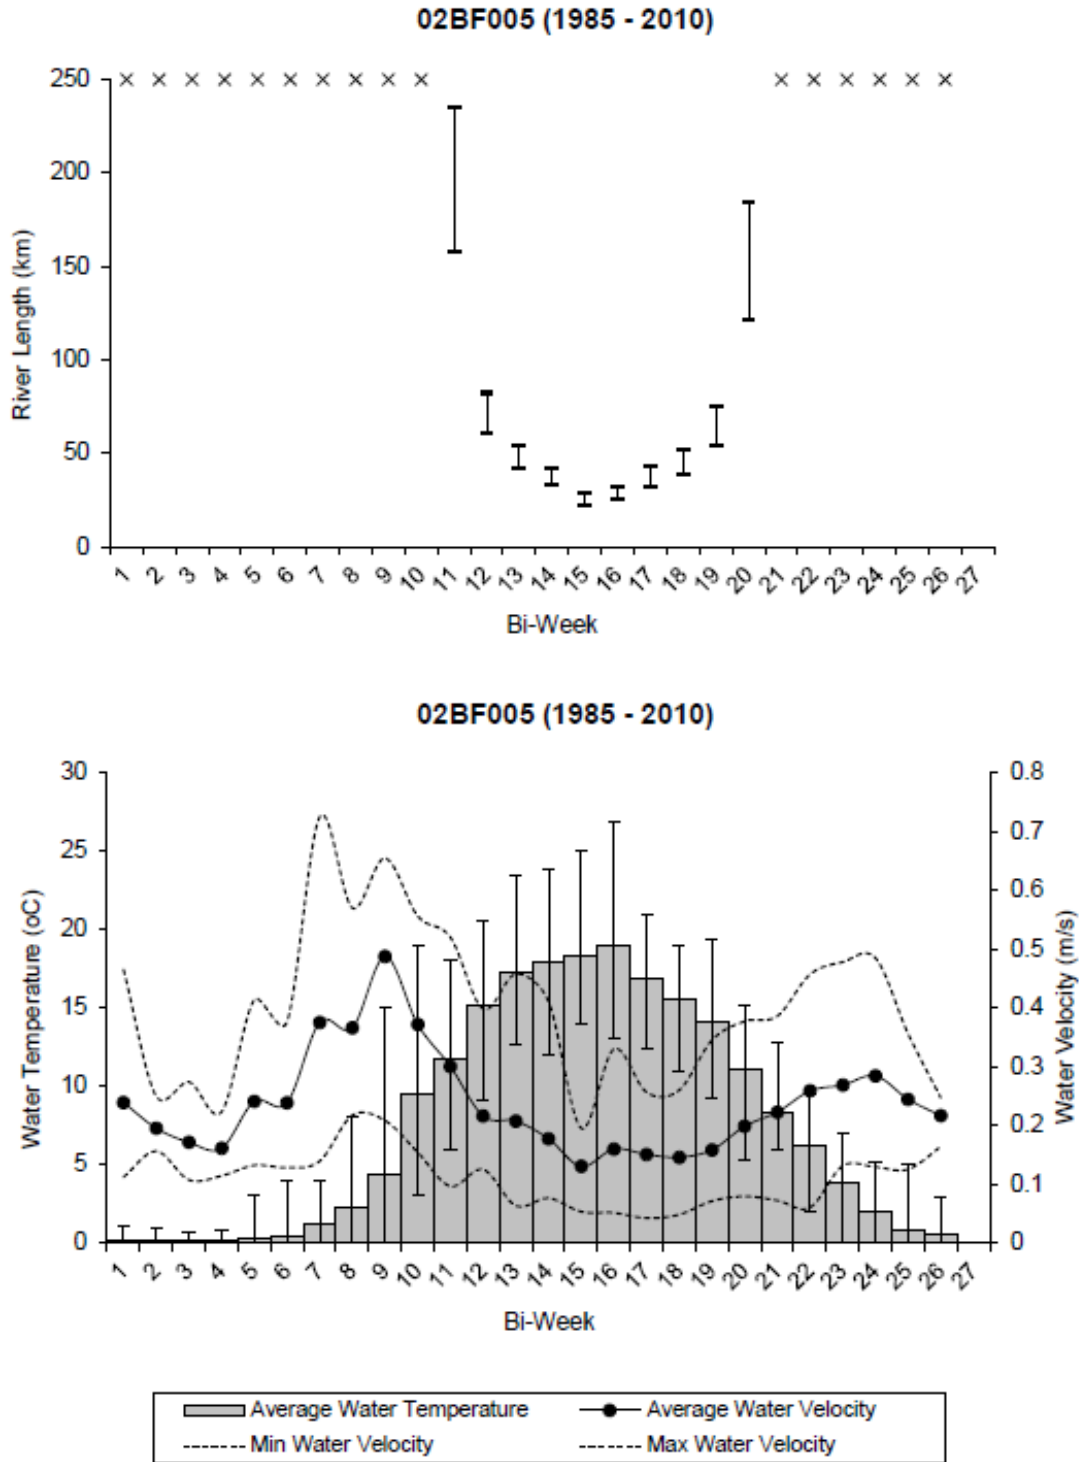 02BF005 (1985 - 2010)
250
200
150
100
50
0
River Length (km)
1 2 3 4 5 6 7 8 9 10 11 12 13 14 15 16 17 18 19 20 21 22 23 24 25 26 27
Bi-Week
02BF005 (1985 - 2010)
30
25
20
15
10
5
0
Water Temperature (oC)
0.8
0.7
0.6
0.5
0.4
0.3
0.2
0.1
0
Water Velocity (m/s)
1 2 3 4 5 6 7 8 9 10 11 12 13 14 15 16 17 18 19 20 21 22 23 24 25 26 27
Bi-Week
Average Water Temperature Average Water Velocity
Min Water Velocity Max Water Velocity